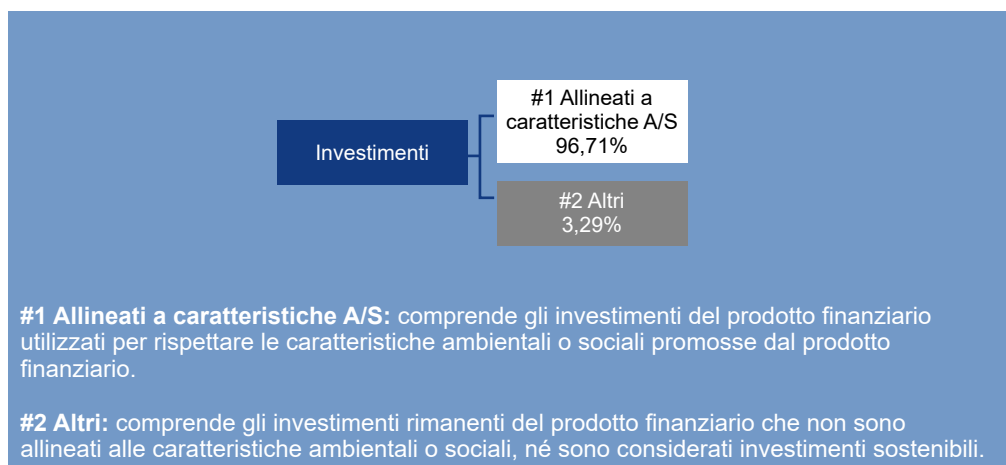 #1 Allineati a
caratteristiche A/S
96,71%
Investimenti
#2 Altri
3,29%
#1 Allineati a caratteristiche A/S: comprende gli investimenti del prodotto finanziario
utilizzati per rispettare le caratteristiche ambientali o sociali promosse dal prodotto
finanziario.
#2 Altri: comprende gli investimenti rimanenti del prodotto finanziario che non sono
allineati alle caratteristiche ambientali o sociali, né sono considerati investimenti sostenibili.